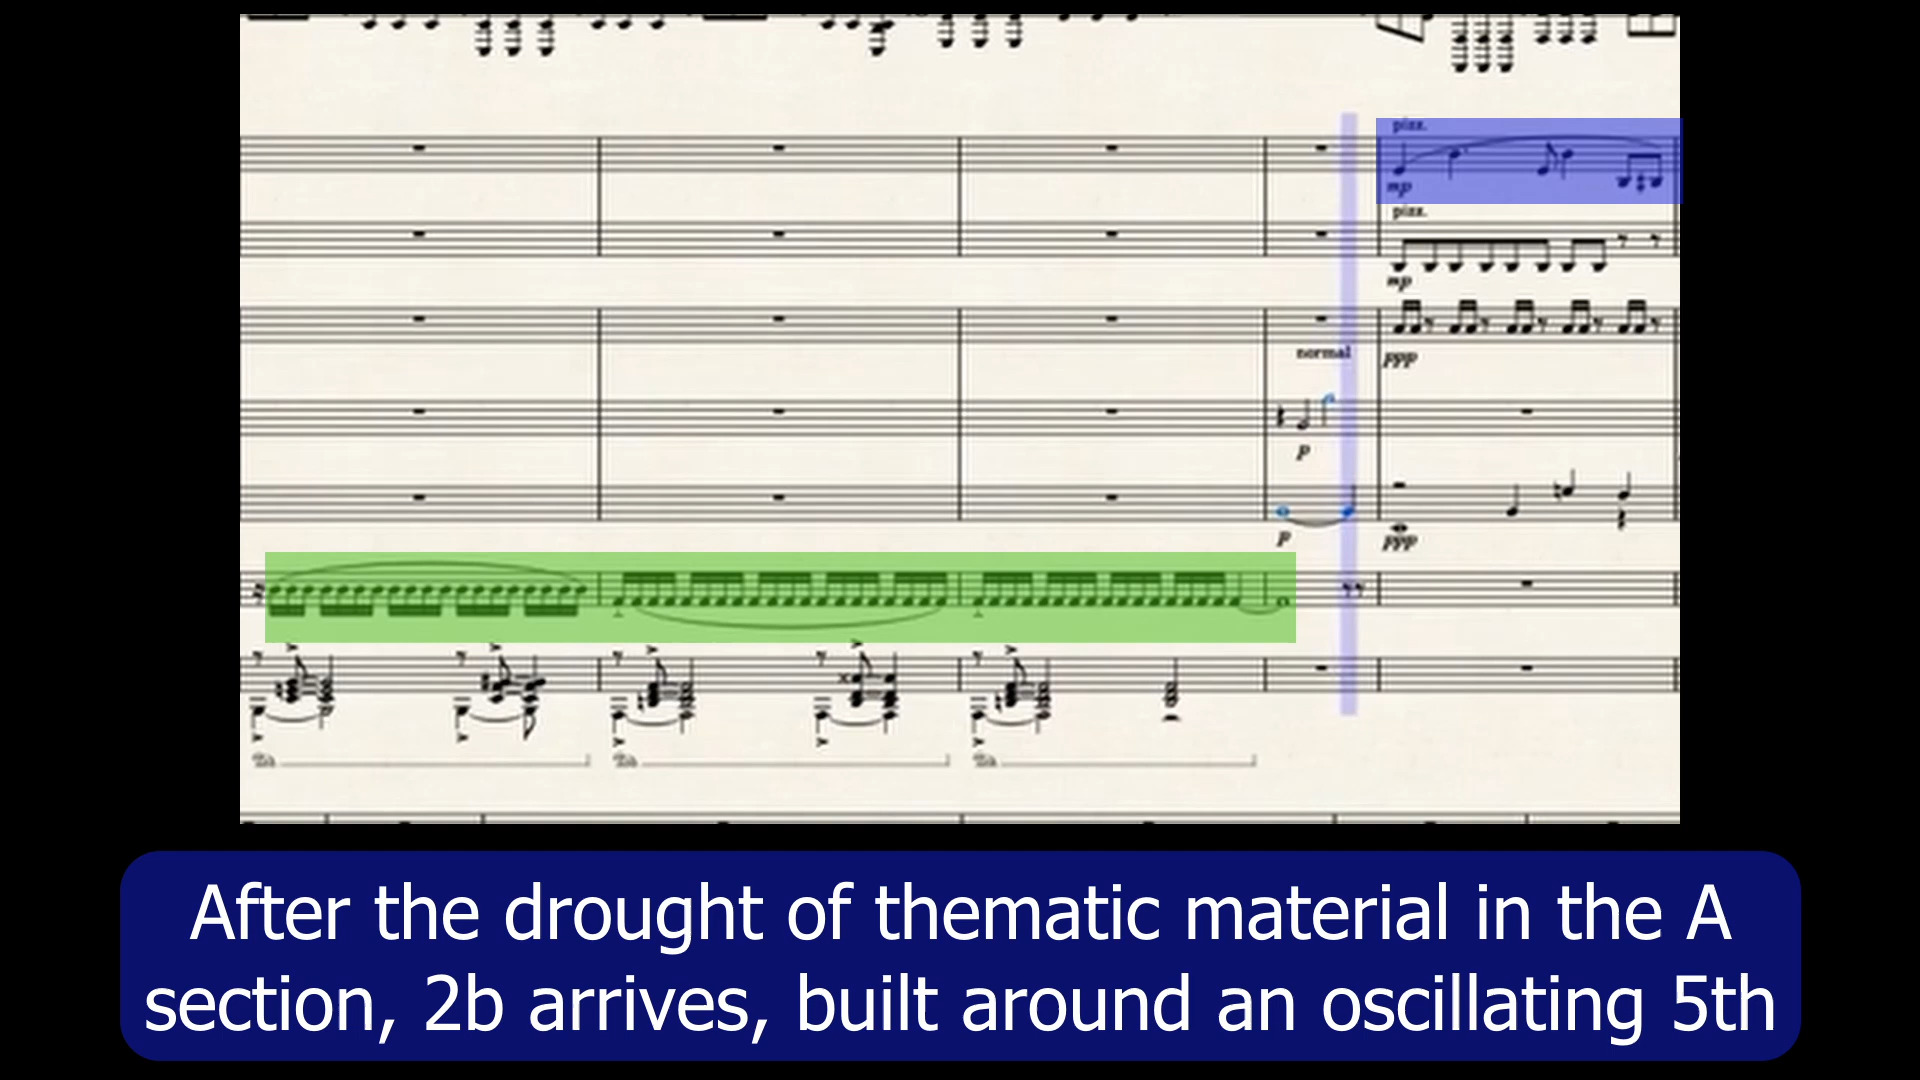 pizz.
mp
pizz.
mp
normal
ppp
p
p
ppp
After the drought of thematic material in the A
section, 2b arrives, built around an oscillating 5th